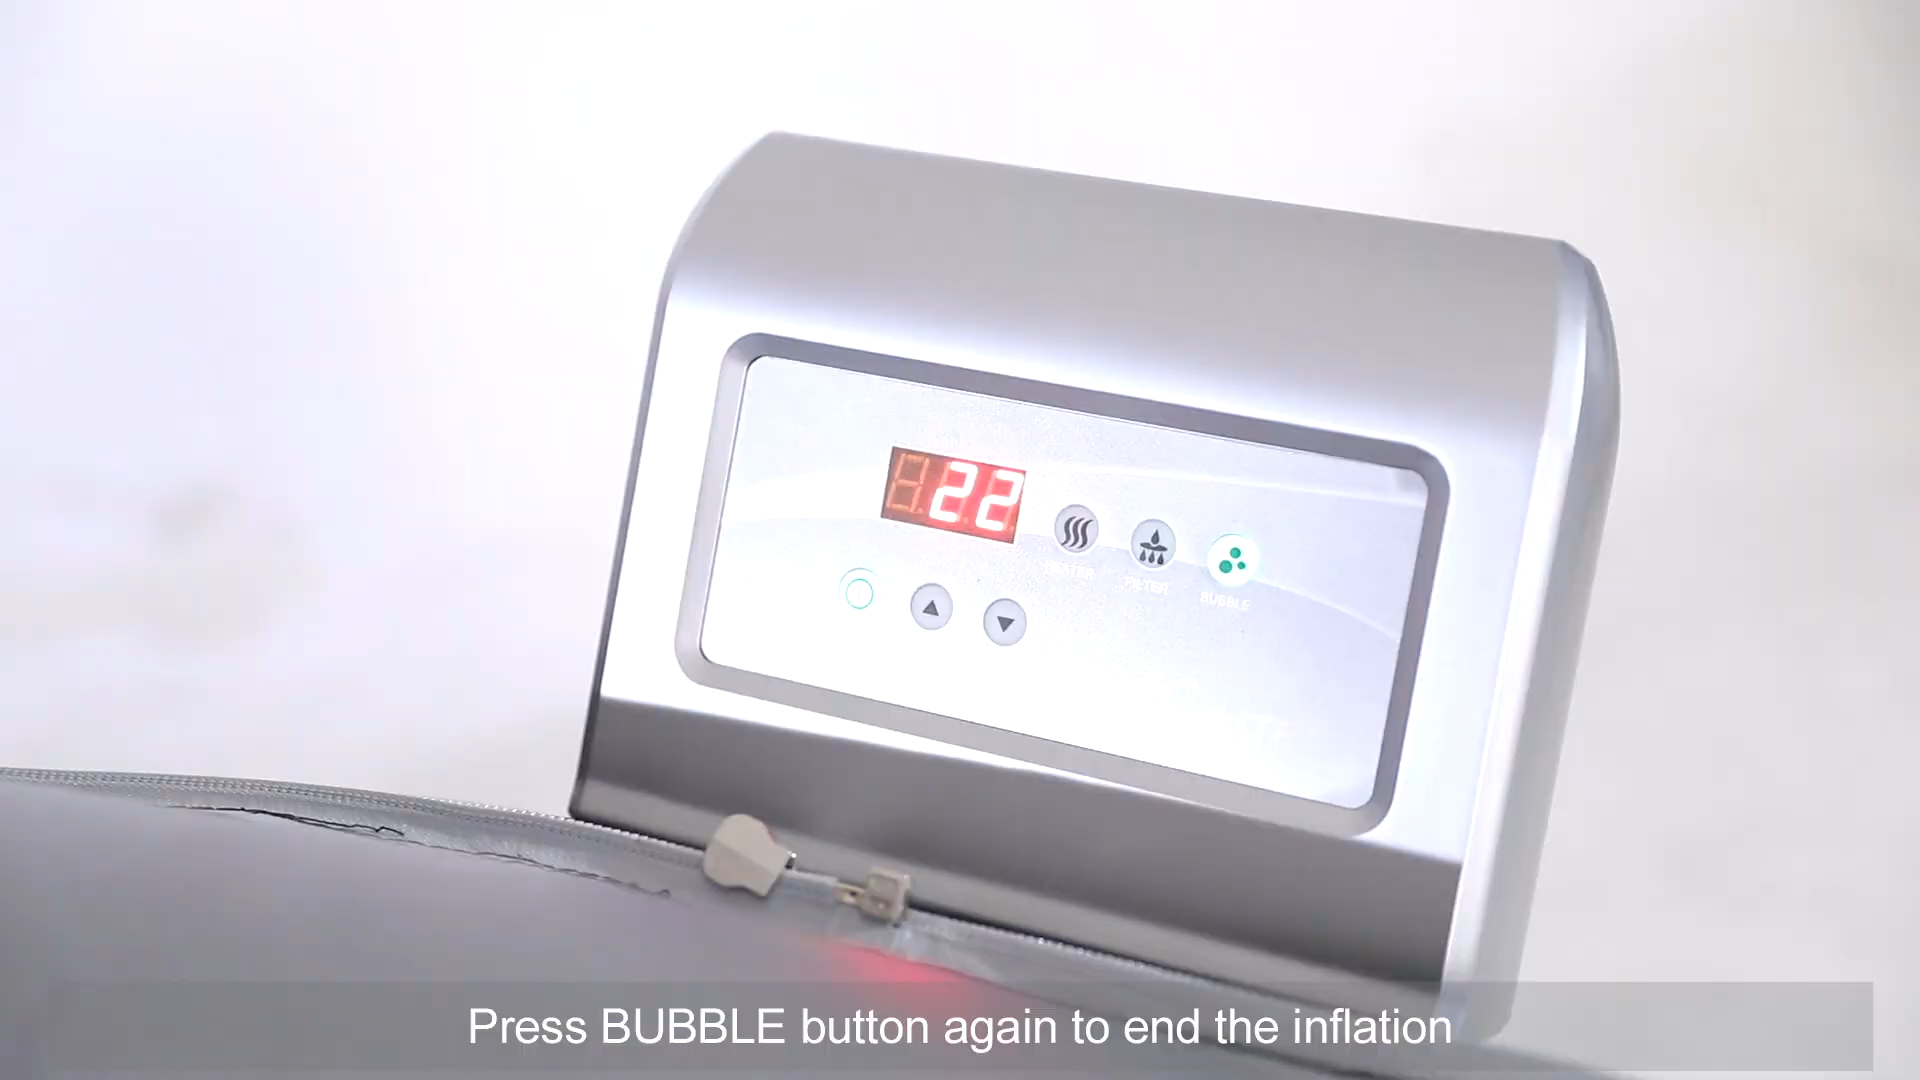 22
HEATER
FILTER
BUBBLE
Press BUBBLE button again to end the inflation